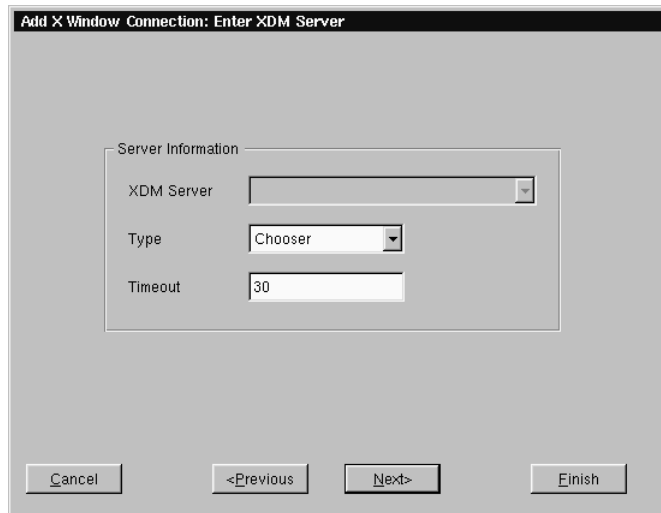 Add X Window Connection: Enter XDM Server
Server Information
XDM Server
Type Chooser
Timeout 30
Cancel <Previous Next> Finish